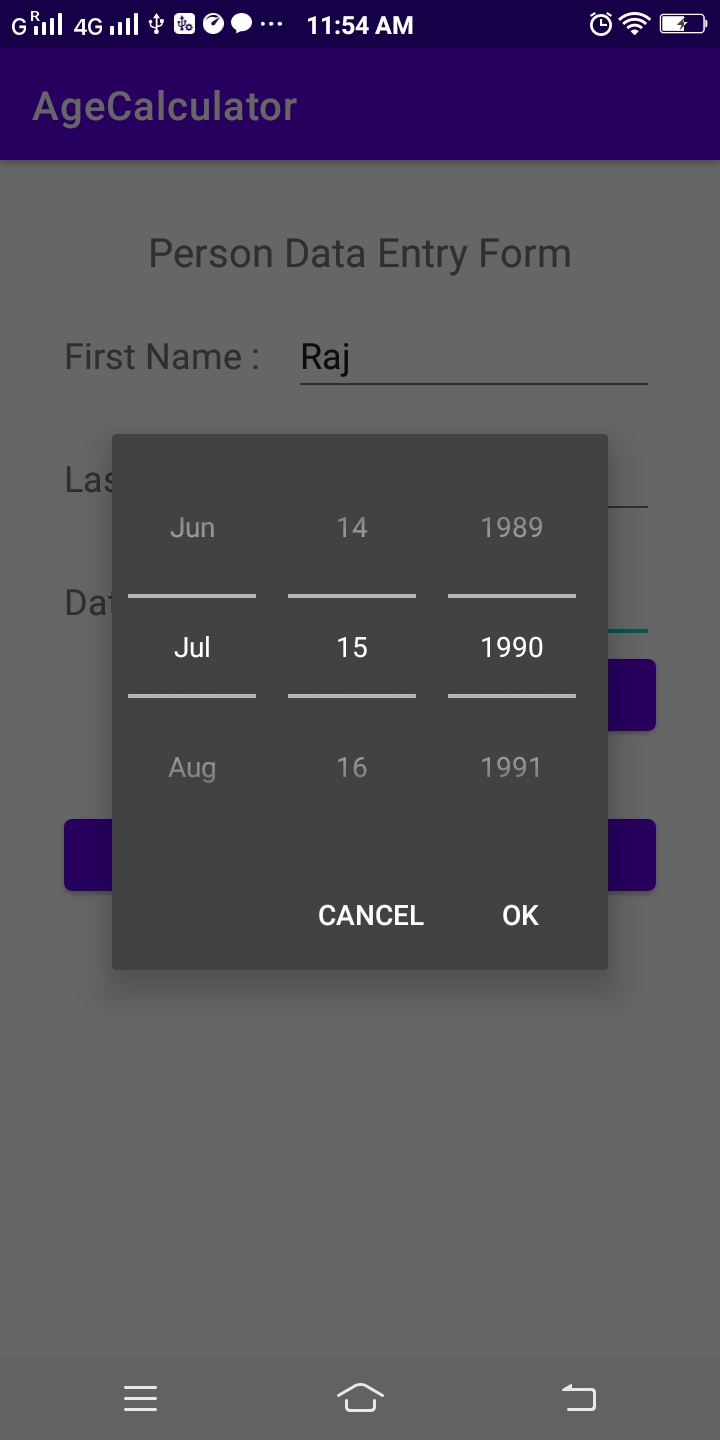 G R 4G ... 11:54 AM
AgeCalculator
Person Data Entry Form
First Name : Raj
Las
Dat
Jun 14 1989
Jul 15 1990
Aug 16 1991
CANCEL OK